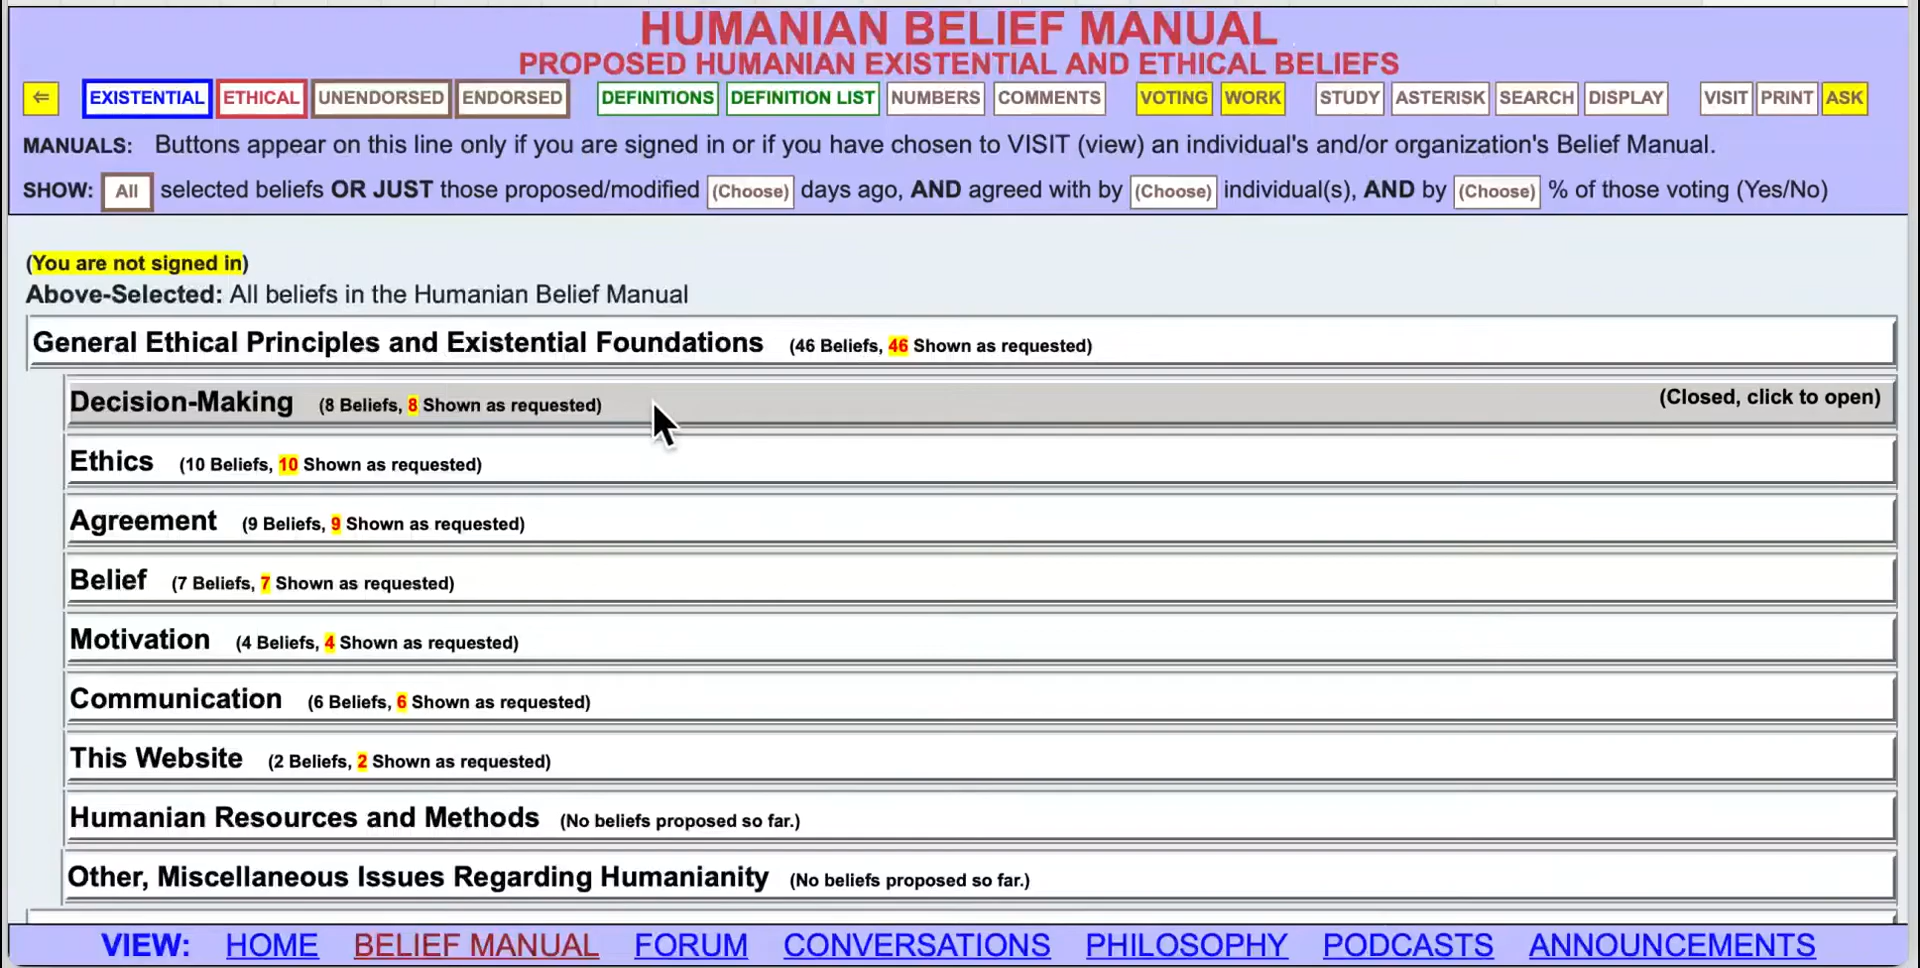 HUMANIAN BELIEF MANUAL
PROPOSED HUMANIAN EXISTENTIAL AND ETHICAL BELIEFS
⇐ EXISTENTIAL ETHICAL UNENDORSED ENDORSED DEFINITIONS DEFINITION LIST NUMBERS COMMENTS VOTING WORK STUDY ASTERISK SEARCH DISPLAY VISIT PRINT ASK
MANUALS: Buttons appear on this line only if you are signed in or if you have chosen to VISIT (view) an individual's and/or organization's Belief Manual.
SHOW: All selected beliefs OR JUST those proposed/modified (Choose) days ago, AND agreed with by (Choose) individual(s), AND by (Choose) % of those voting (Yes/No)
(You are not signed in)
Above-Selected: All beliefs in the Humanian Belief Manual
General Ethical Principles and Existential Foundations (46 Beliefs, 46 Shown as requested)
Decision-Making (8 Beliefs, 8 Shown as requested) (Closed, click to open)
Ethics (10 Beliefs, 10 Shown as requested)
Agreement (9 Beliefs, 9 Shown as requested)
Belief (7 Beliefs, 7 Shown as requested)
Motivation (4 Beliefs, 4 Shown as requested)
Communication (6 Beliefs, 6 Shown as requested)
This Website (2 Beliefs, 2 Shown as requested)
Humanian Resources and Methods (No beliefs proposed so far.)
Other, Miscellaneous Issues Regarding Humanianity (No beliefs proposed so far.)
VIEW: HOME BELIEF MANUAL FORUM CONVERSATIONS PHILOSOPHY PODCASTS ANNOUNCEMENTS